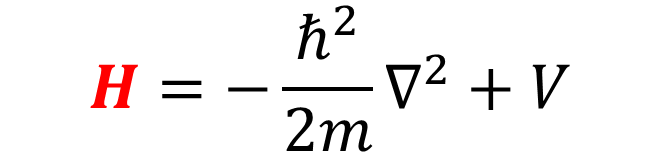 H = −ℏ²/2m ∇² + V